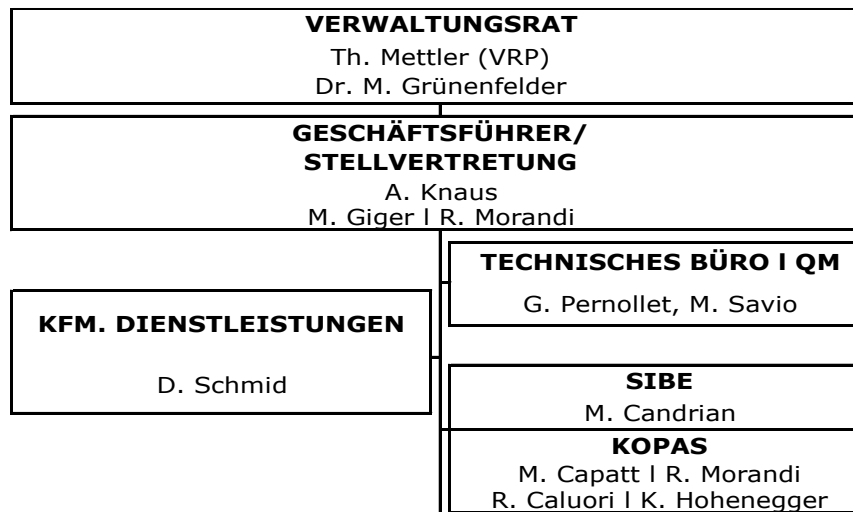 VERWALTUNGSRAT
Th. Mettler (VRP)
Dr. M. Grünenfelder
GESCHÄFTSFÜHRER/
STELLVERTRETUNG
A. Knaus
M. Giger l R. Morandi
TECHNISCHES BÜRO l QM
G. Pernollet, M. Savio
KFM. DIENSTLEISTUNGEN
D. Schmid
SIBE
M. Candrian
KOPAS
M. Capatt l R. Morandi
R. Caluori l K. Hohenegger